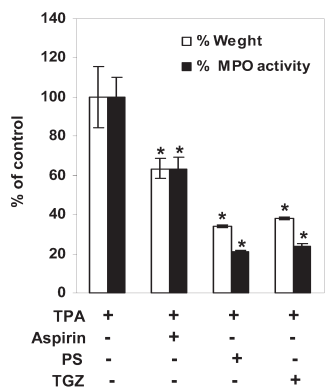 140
120
100
80
60
40
20
0
% of control
% Weght
% MPO activity
* *
* *
* *
TPA + + + +
Aspirin - + - -
PS - - + -
TGZ - - - +